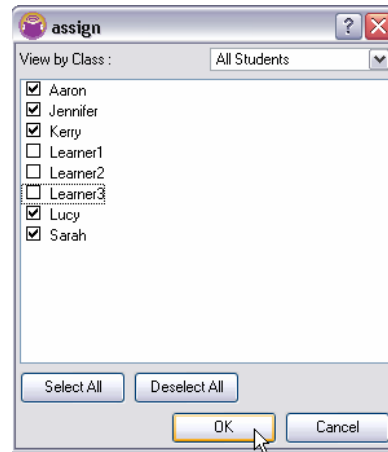 assign
View by Class : All Students
Aaron
Jennifer
Kerry
Learner1
Learner2
Learner3
Lucy
Sarah
Select All Deselect All
OK Cancel